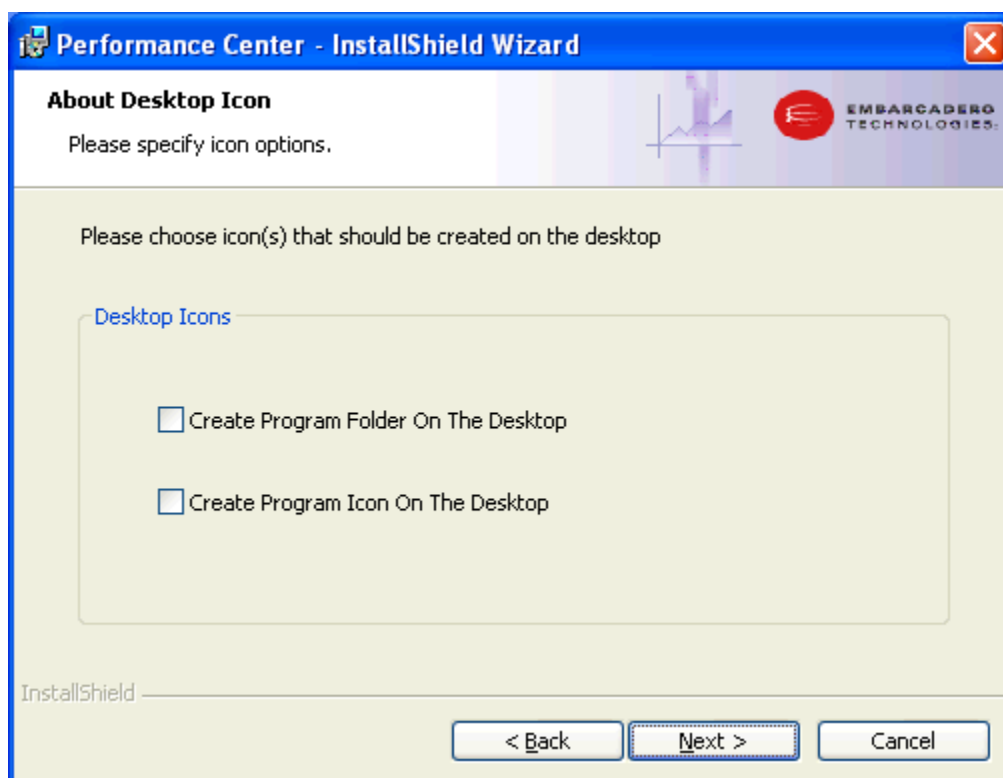 Performance Center - InstallShield Wizard
About Desktop Icon
Please specify icon options.
EMBARCADERO
TECHNOLOGIES.
Please choose icon(s) that should be created on the desktop
Desktop Icons
Create Program Folder On The Desktop
Create Program Icon On The Desktop
InstallShield
< Back
Next >
Cancel